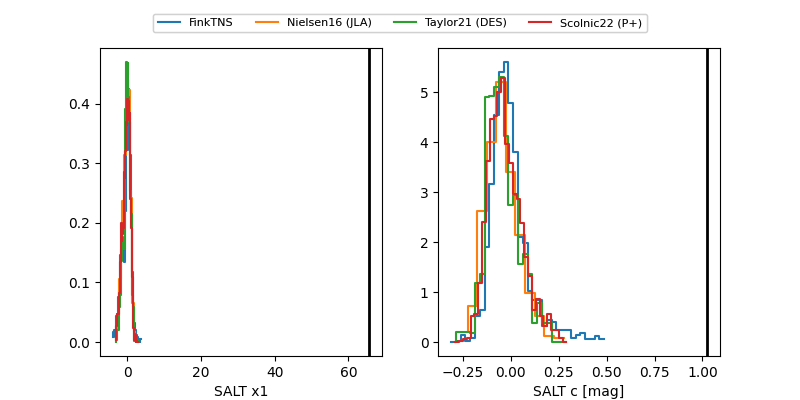 FinkTNS Nielsen16 (JLA) Taylor21 (DES) Scolnic22 (P+)
0.4
0.3
0.2
0.1
0.0
0 20 40 60
SALT x1
5
4
3
2
1
0
−0.25 0.00 0.25 0.50 0.75 1.00
SALT c [mag]